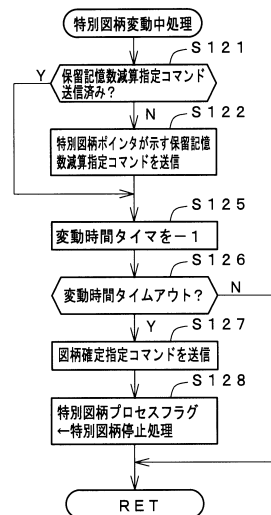 特別図柄変動中処理
S121
Y
保留記憶数減算指定コマンド
送信済み?
N
S122
特別図柄ポインタが示す保留記憶
数減算指定コマンドを送信
S125
変動時間タイマを－1
S126
変動時間タイムアウト?
N
Y
S127
図柄確定指定コマンドを送信
S128
特別図柄プロセスフラグ
←特別図柄停止処理
RET